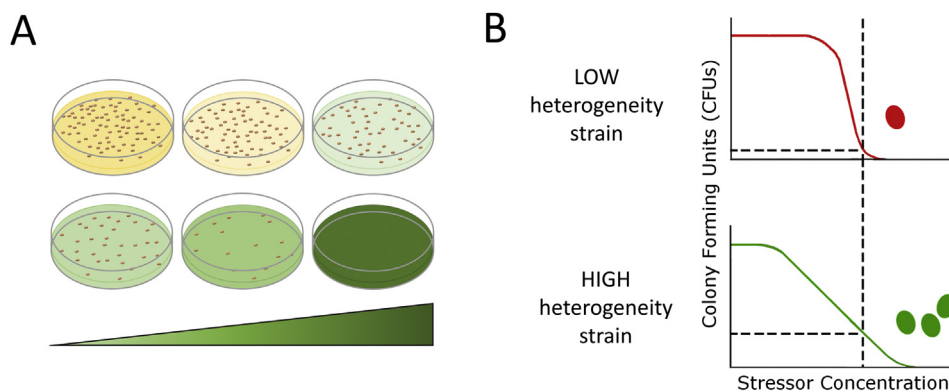 A
B
LOW
heterogeneity
strain
HIGH
heterogeneity
strain
Colony Forming Units (CFUs)
Stressor Concentration